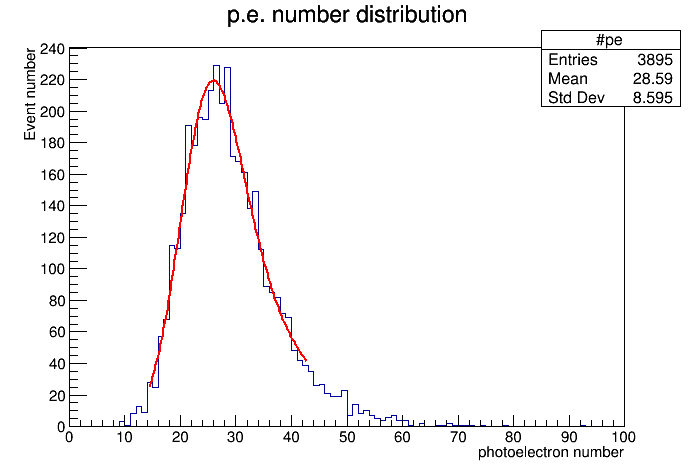 p.e. number distribution
#pe
Entries 3895
Mean 28.59
Std Dev 8.595
Event number
240
220
200
180
160
140
120
100
80
60
40
20
0
0 10 20 30 40 50 60 70 80 90 100
photoelectron number